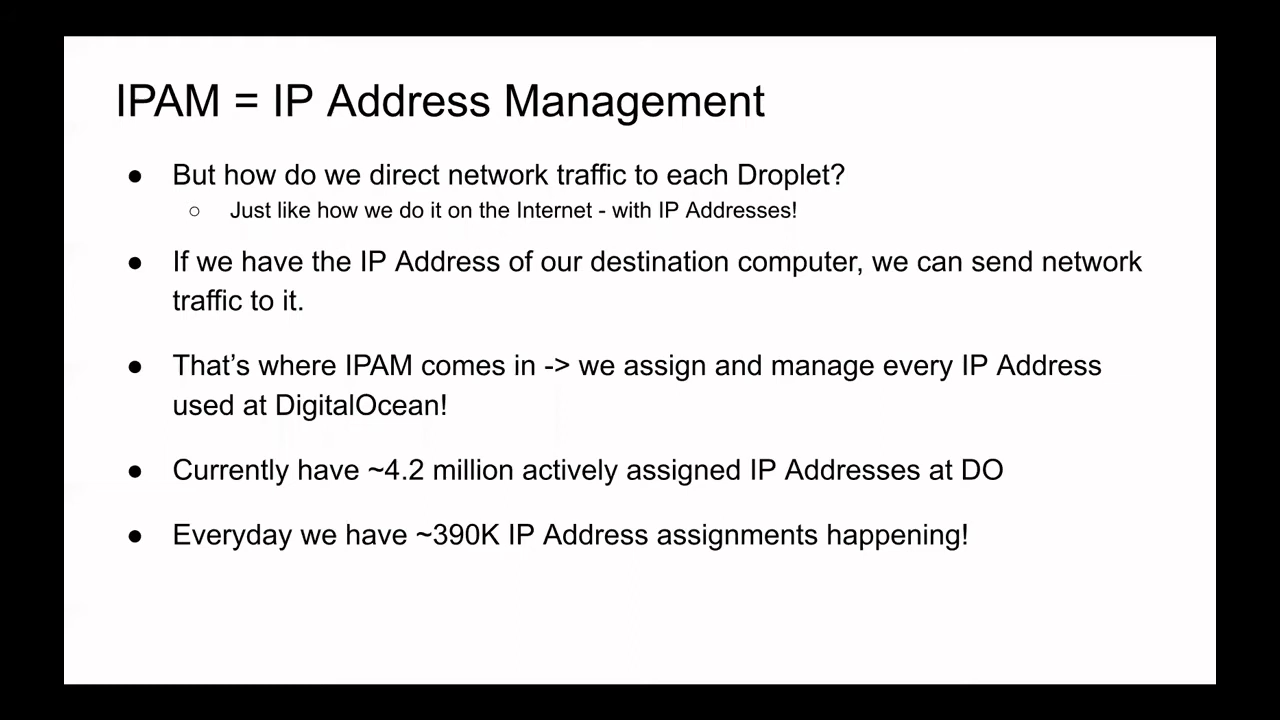 IPAM = IP Address Management
● But how do we direct network traffic to each Droplet?
○ Just like how we do it on the Internet - with IP Addresses!
● If we have the IP Address of our destination computer, we can send network
traffic to it.
● That’s where IPAM comes in -> we assign and manage every IP Address
used at DigitalOcean!
● Currently have ~4.2 million actively assigned IP Addresses at DO
● Everyday we have ~390K IP Address assignments happening!